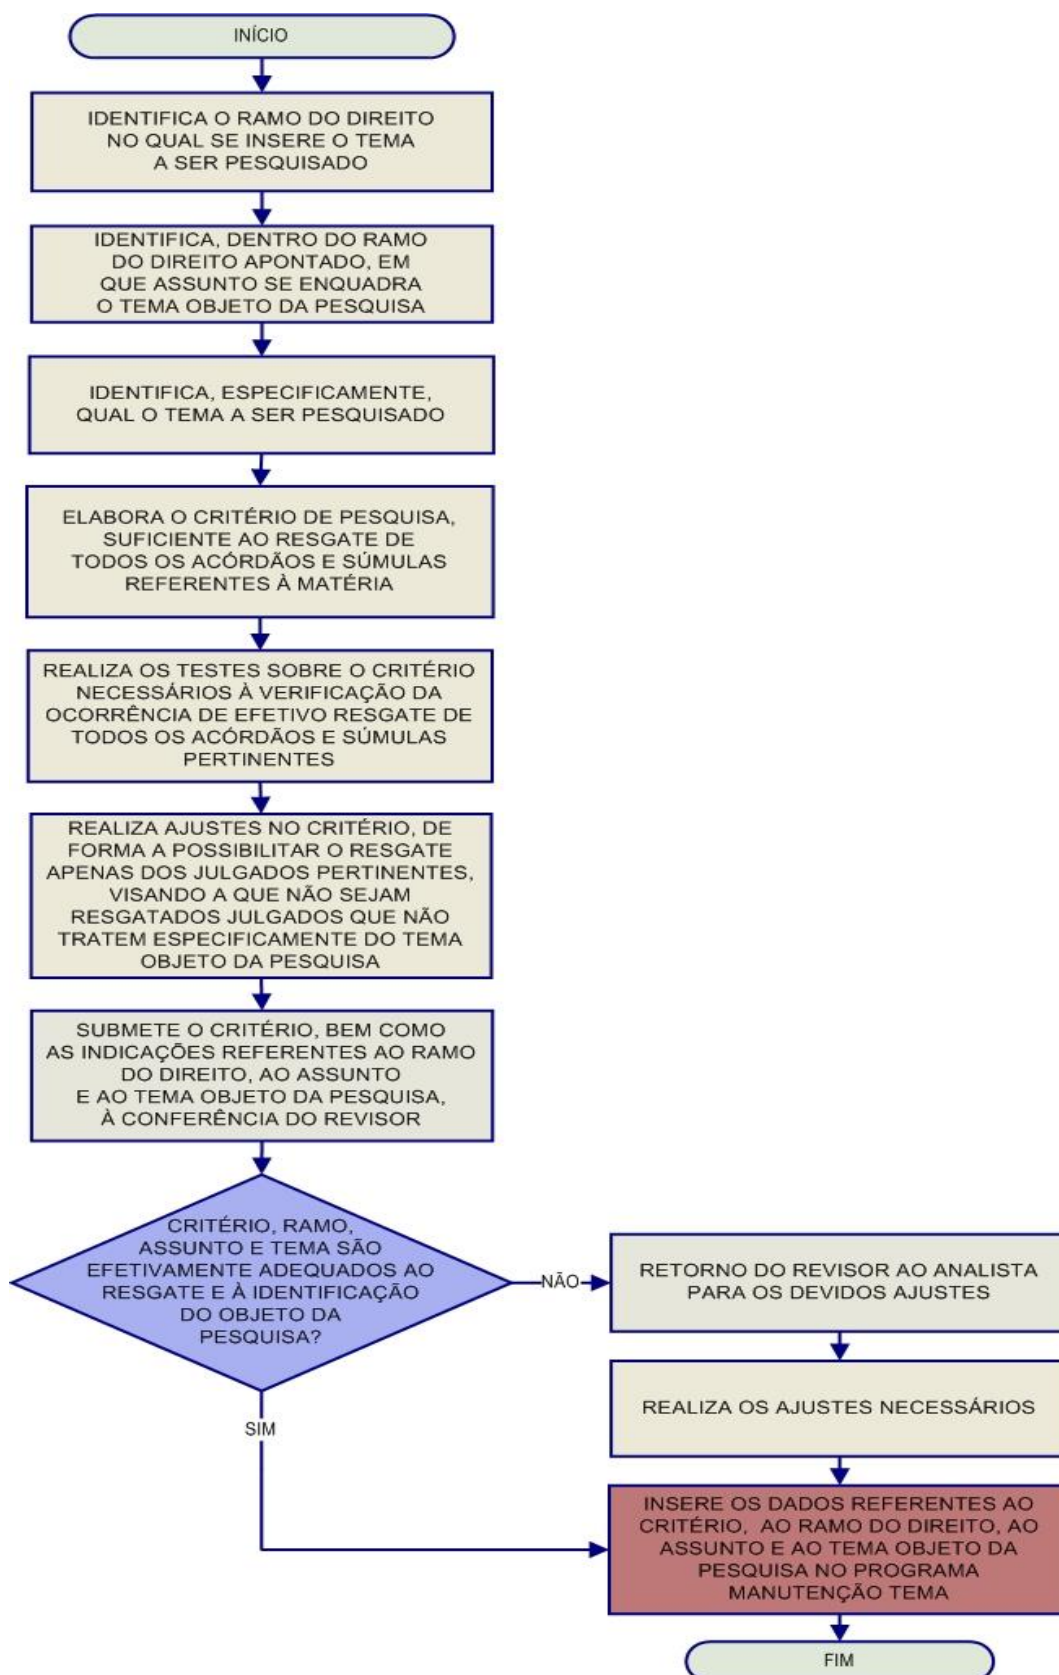 INÍCIO
IDENTIFICA O RAMO DO DIREITO
NO QUAL SE INSERE O TEMA
A SER PESQUISADO
IDENTIFICA, DENTRO DO RAMO
DO DIREITO APONTADO, EM
QUE ASSUNTO SE ENQUADRA
O TEMA OBJETO DA PESQUISA
IDENTIFICA, ESPECIFICAMENTE,
QUAL O TEMA A SER PESQUISADO
ELABORA O CRITÉRIO DE PESQUISA,
SUFICIENTE AO RESGATE DE
TODOS OS ACÓRDÃOS E SÚMULAS
REFERENTES À MATÉRIA
REALIZA OS TESTES SOBRE O CRITÉRIO
NECESSÁRIOS À VERIFICAÇÃO DA
OCORRÊNCIA DE EFETIVO RESGATE DE
TODOS OS ACÓRDÃOS E SÚMULAS
PERTINENTES
REALIZA AJUSTES NO CRITÉRIO, DE
FORMA A POSSIBILITAR O RESGATE
APENAS DOS JULGADOS PERTINENTES,
VISANDO A QUE NÃO SEJAM
RESGATADOS JULGADOS QUE NÃO
TRATEM ESPECIFICAMENTE DO TEMA
OBJETO DA PESQUISA
SUBMETE O CRITÉRIO, BEM COMO
AS INDICAÇÕES REFERENTES AO RAMO
DO DIREITO, AO ASSUNTO
E AO TEMA OBJETO DA PESQUISA,
À CONFERÊNCIA DO REVISOR
CRITÉRIO, RAMO,
ASSUNTO E TEMA SÃO
EFETIVAMENTE ADEQUADOS AO
RESGATE E À IDENTIFICAÇÃO
DO OBJETO DA
PESQUISA?
NÃO
RETORNO DO REVISOR AO ANALISTA
PARA OS DEVIDOS AJUSTES
REALIZA OS AJUSTES NECESSÁRIOS
SIM
INSERE OS DADOS REFERENTES AO
CRITÉRIO, AO RAMO DO DIREITO, AO
ASSUNTO E AO TEMA OBJETO DA
PESQUISA NO PROGRAMA
MANUTENÇÃO TEMA
FIM